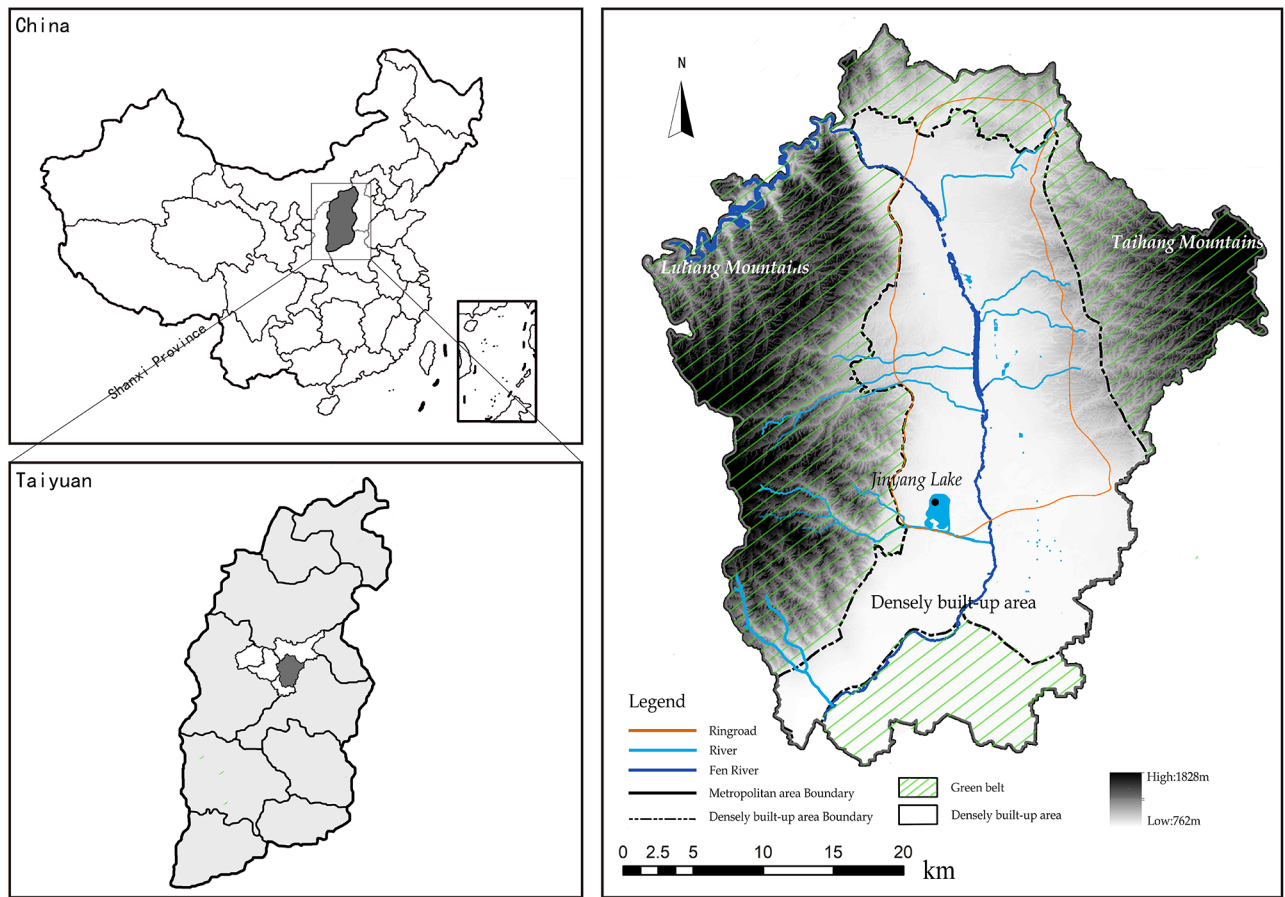 China
Shanxi Province
Taiyuan
N
Luliang Mountains
Taihang Mountains
Jinyang Lake
Densely built-up area
Legend
Ringroad
River
Fen River
Metropolitan area Boundary
Densely built-up area Boundary
Green belt
Densely built-up area
High:1828m
Low:762m
0 2.5 5 10 15 20
km